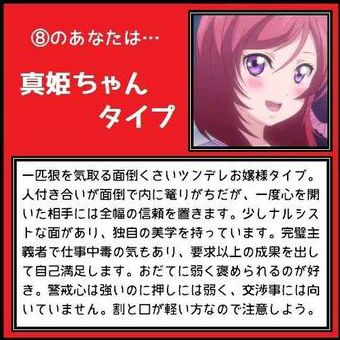 ⑧のあなたは…
真姫ちゃん
タイプ
一匹狼を気取る面倒くさいツンデレお嬢様タイプ。
人付き合いが面倒で内に篭りがちだが、一度心を開
いた相手には全幅の信頼を置きます。少しナルシス
トな面があり、独自の美学を持っています。完璧主
義者で仕事中毒の気もあり、要求以上の成果を出し
て自己満足します。おだてに弱く褒められるのが好
き。警戒心は強いのに押しには弱く、交渉事には向
いていません。割と口が軽い方なので注意しよう。